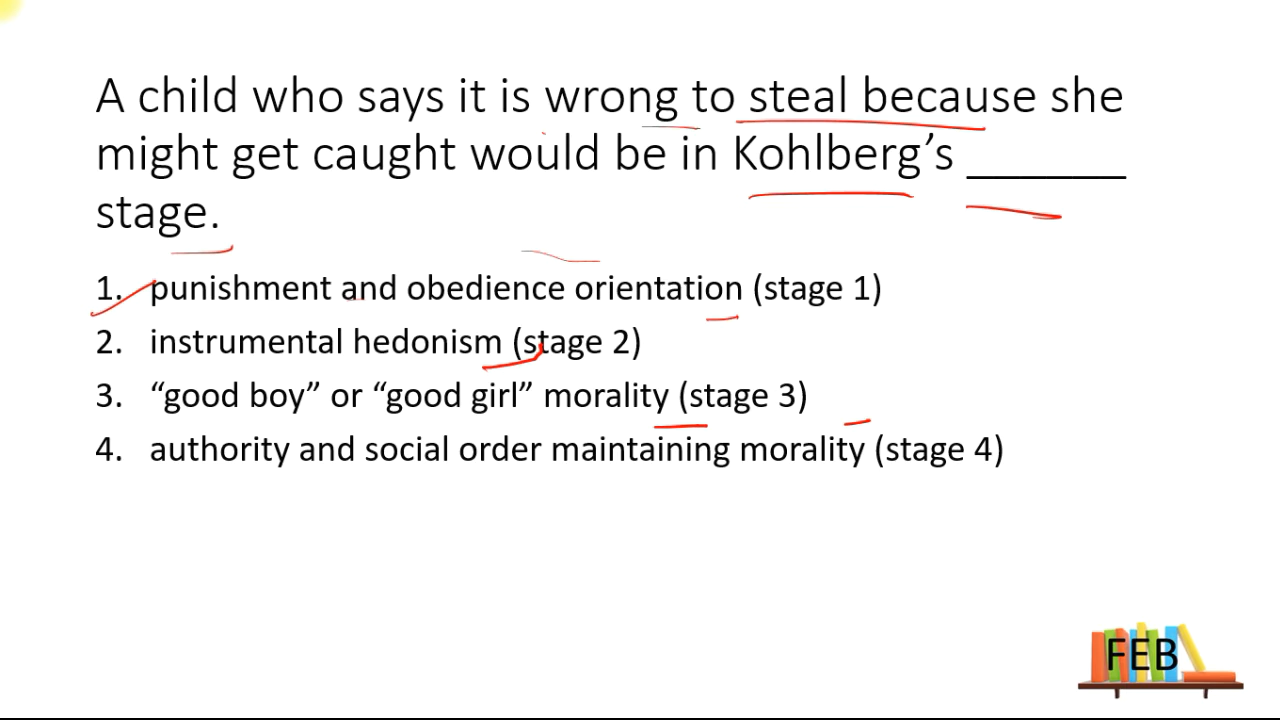 A child who says it is wrong to steal because she
might get caught would be in Kohlberg’s _______
stage.
1. punishment and obedience orientation (stage 1)
2. instrumental hedonism (stage 2)
3. “good boy” or “good girl” morality (stage 3)
4. authority and social order maintaining morality (stage 4)
FEB